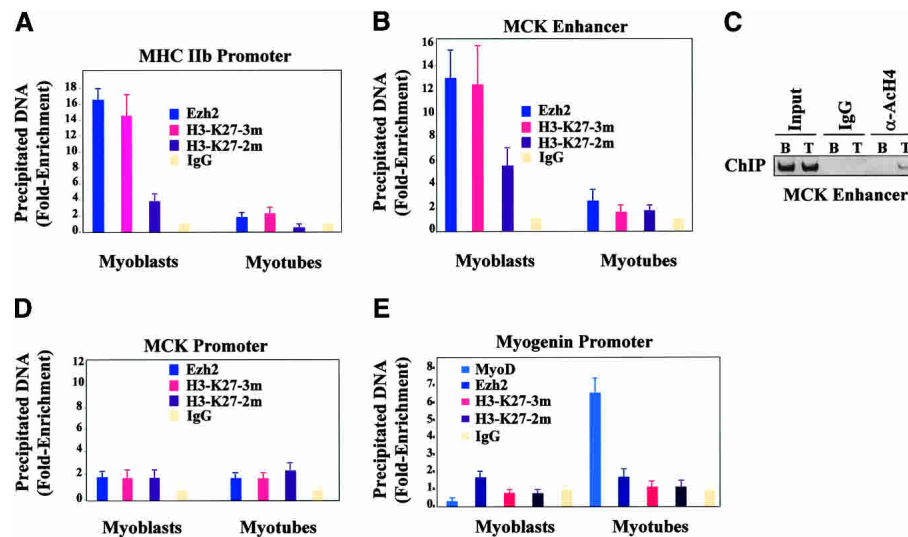 A
MHC IIb Promoter
Precipitated DNA
(Fold-Enrichment)
18
16
14
12
10
8
6
4
2
0
Ezh2
H3-K27-3m
H3-K27-2m
IgG
Myoblasts
Myotubes
B
MCK Enhancer
Precipitated DNA
(Fold-Enrichment)
16
14
12
10
8
6
4
2
0
Ezh2
H3-K27-3m
H3-K27-2m
IgG
Myoblasts
Myotubes
C
Input
IgG
α-AcH4
B T B T B T
ChIP
MCK Enhancer
D
MCK Promoter
Precipitated DNA
(Fold-Enrichment)
12
10
8
6
4
2
0
Ezh2
H3-K27-3m
H3-K27-2m
IgG
Myoblasts
Myotubes
E
Myogenin Promoter
Precipitated DNA
(Fold-Enrichment)
8
7
6
5
4
3
2
1
0
MyoD
Ezh2
H3-K27-3m
H3-K27-2m
IgG
Myoblasts
Myotubes